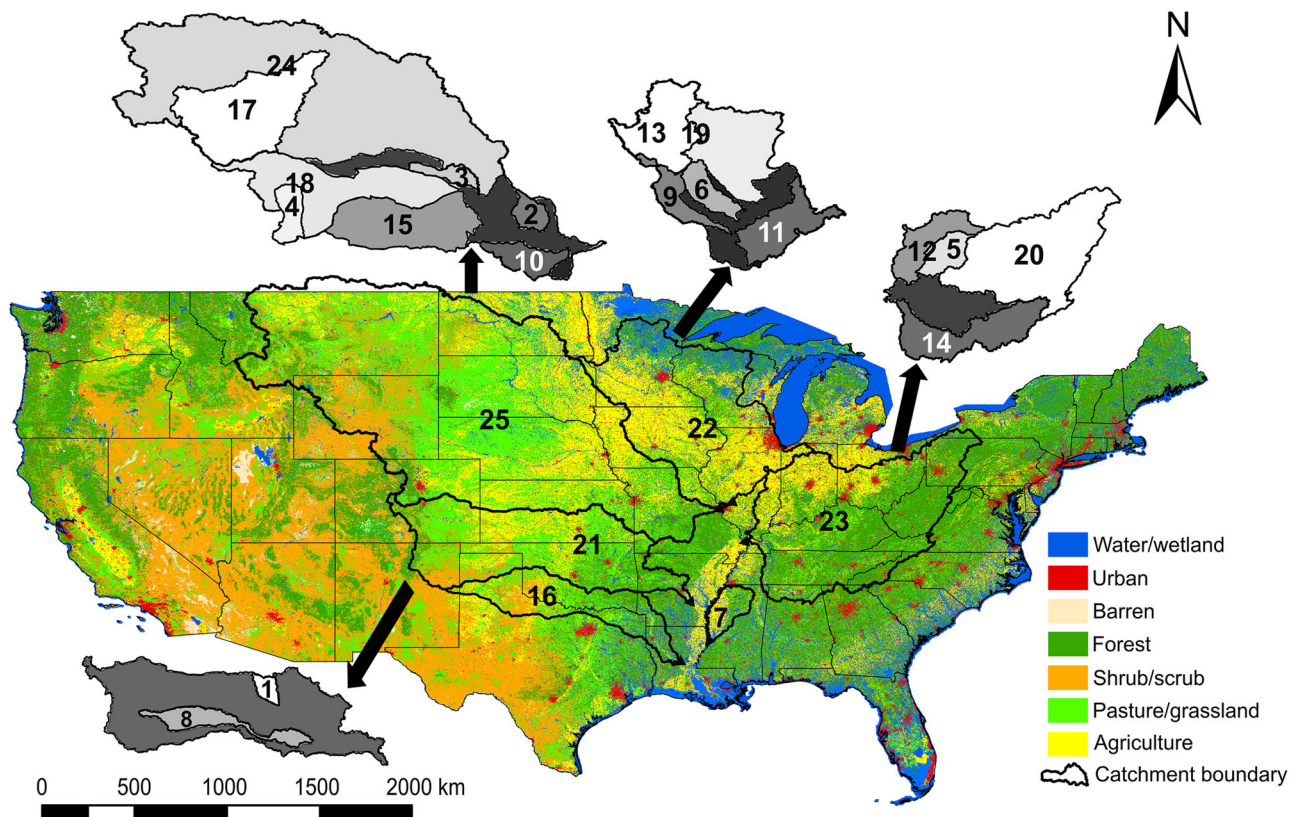 N
24
17
13
19
3
18
6
4
9
2
15
11
12
5
20
10
14
25
22
23
21
16
7
Water/wetland
Urban
Barren
Forest
Shrub/scrub
Pasture/grassland
Agriculture
Catchment boundary
1
8
0 500 1000 1500 2000 km